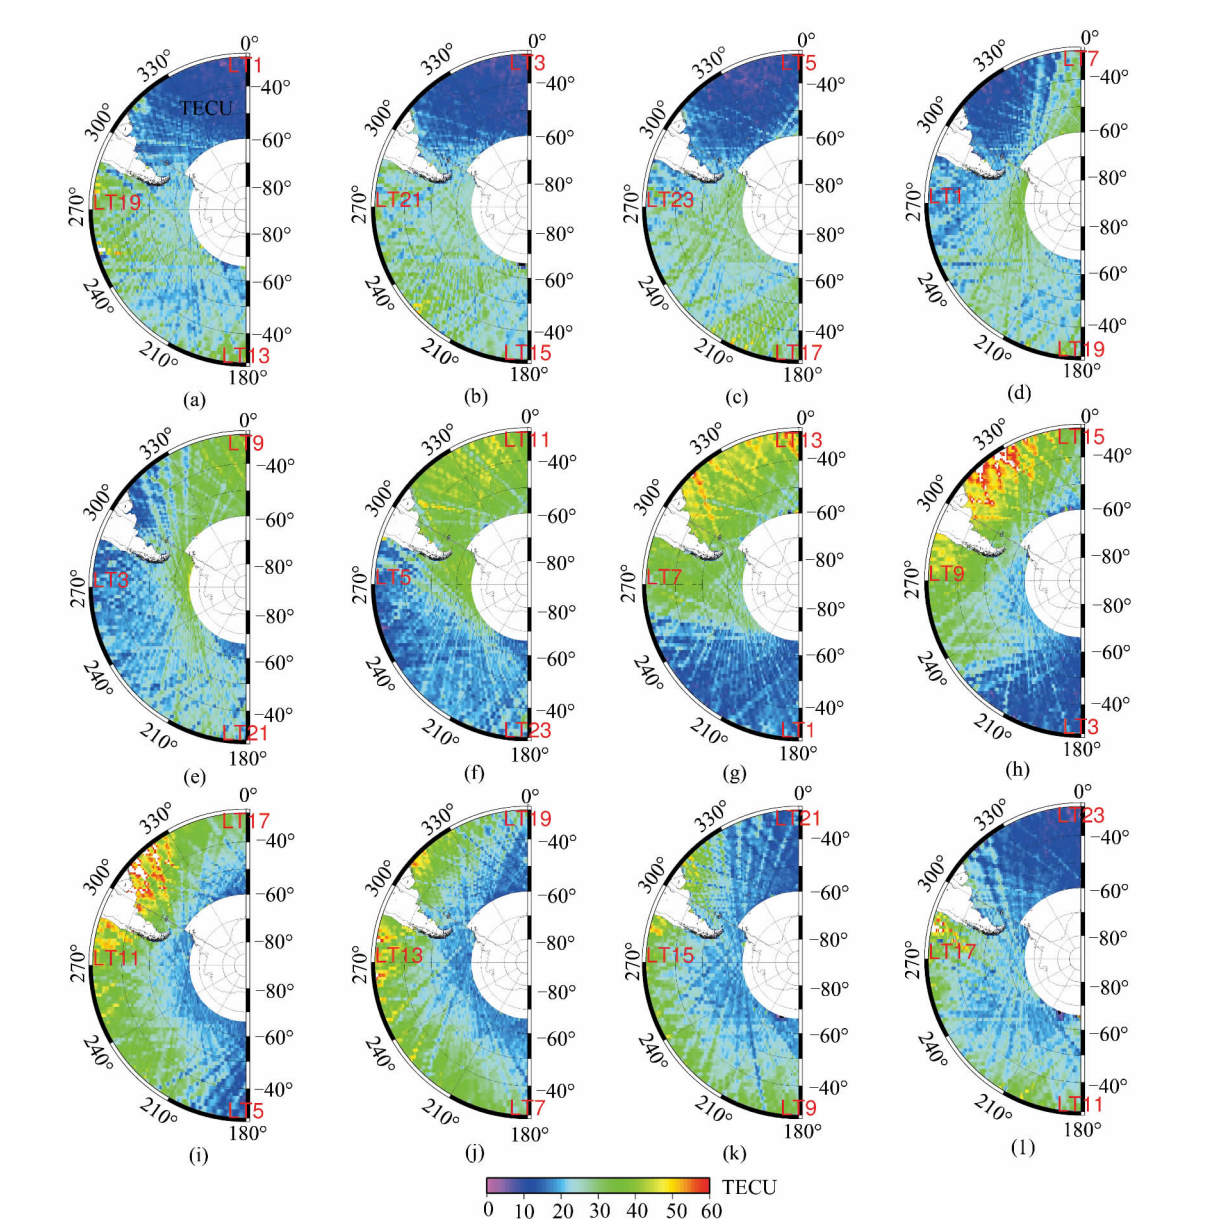 0° 0° 0° 0°
330° LT1 330° LT3 330° LT5 330° LT7
−40° −40° −40° −40°
300° TECU 300° 300° 300°
−60° −60° −60° −60°
−80° −80° −80° −80°
270° LT19 270° LT21 270° LT23 270° LT1
−80° −80° −80° −80°
−60° −60° −60° −60°
240° 240° 240° 240°
−40° −40° −40° −40°
210° LT13 210° LT15 210° LT17 210° LT19
180° 180° 180° 180°
(a) (b) (c) (d)
0° 0° 0° 0°
330° LT9 330° LT11 330° LT13 330° LT15
−40° −40° −40° −40°
300° 300° 300° 300°
−60° −60° −60° −60°
−80° −80° −80° −80°
270° LT3 270° LT5 270° LT7 270° LT9
−80° −80° −80° −80°
−60° −60° −60° −60°
240° 240° 240° 240°
−40° −40° −40° −40°
210° LT21 210° LT23 210° LT1 210° LT3
180° 180° 180° 180°
(e) (f) (g) (h)
0° 0° 0° 0°
330° LT17 330° LT19 330° LT21 330° LT23
−40° −40° −40° −40°
300° 300° 300° 300°
−60° −60° −60° −60°
−80° −80° −80° −80°
270° LT11 270° LT13 270° LT15 270° LT17
−80° −80° −80° −80°
−60° −60° −60° −60°
240° 240° 240° 240°
−40° −40° −40° −40°
210° LT5 210° LT7 210° LT9 210° LT11
180° 180° 180° 180°
(i) (j) (k) (l)
TECU
0 10 20 30 40 50 60